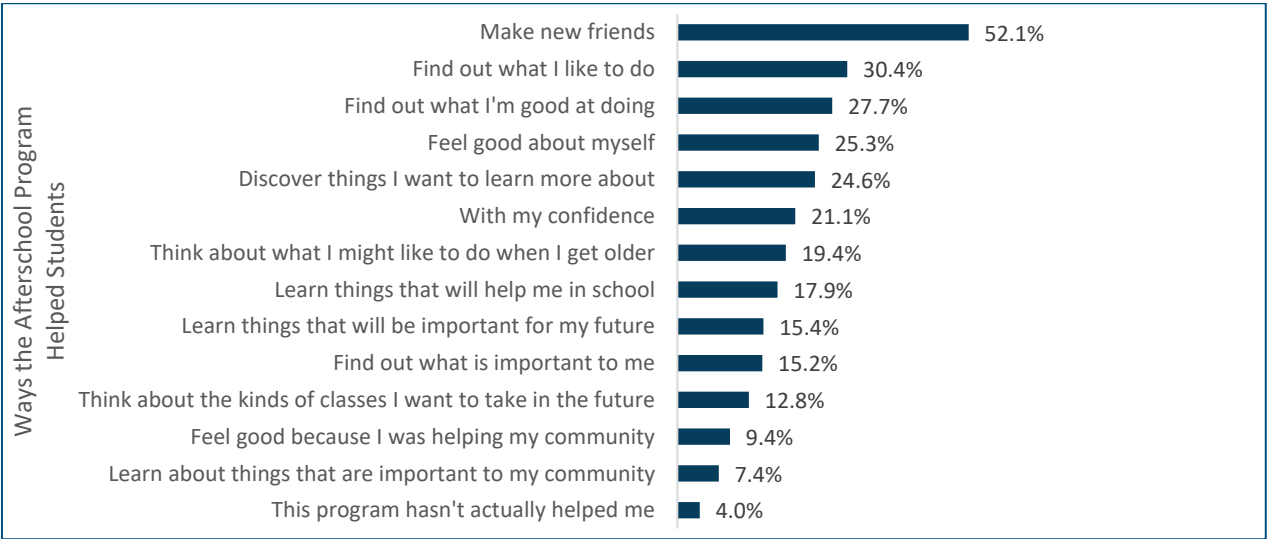 Ways the Afterschool Program
Helped Students
Make new friends 52.1%
Find out what I like to do 30.4%
Find out what I'm good at doing 27.7%
Feel good about myself 25.3%
Discover things I want to learn more about 24.6%
With my confidence 21.1%
Think about what I might like to do when I get older 19.4%
Learn things that will help me in school 17.9%
Learn things that will be important for my future 15.4%
Find out what is important to me 15.2%
Think about the kinds of classes I want to take in the future 12.8%
Feel good because I was helping my community 9.4%
Learn about things that are important to my community 7.4%
This program hasn't actually helped me 4.0%